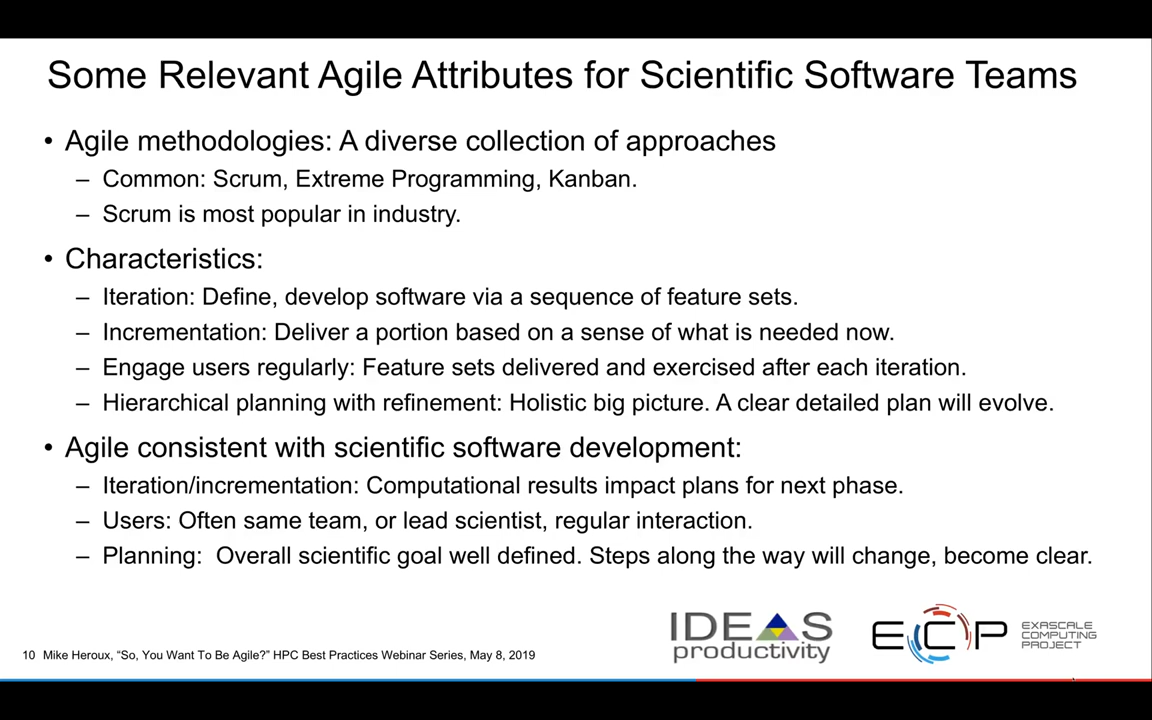 Some Relevant Agile Attributes for Scientific Software Teams
• Agile methodologies: A diverse collection of approaches
– Common: Scrum, Extreme Programming, Kanban.
– Scrum is most popular in industry.
• Characteristics:
– Iteration: Define, develop software via a sequence of feature sets.
– Incrementation: Deliver a portion based on a sense of what is needed now.
– Engage users regularly: Feature sets delivered and exercised after each iteration.
– Hierarchical planning with refinement: Holistic big picture. A clear detailed plan will evolve.
• Agile consistent with scientific software development:
– Iteration/incrementation: Computational results impact plans for next phase.
– Users: Often same team, or lead scientist, regular interaction.
– Planning:  Overall scientific goal well defined. Steps along the way will change, become clear.
10 Mike Heroux, “So, You Want To Be Agile?” HPC Best Practices Webinar Series, May 8, 2019
IDEAS
productivity
ECP
EXASCALE
COMPUTING
PROJECT